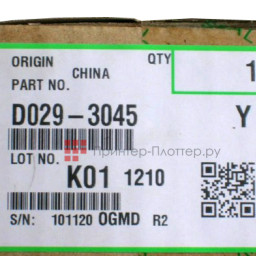 ORIGIN CHINA QTY 1
PART NO.
D029-3045 Y
LOT NO.
принтер-плоттер.ру
K01 1210
S/N: 101120 OGMD R2